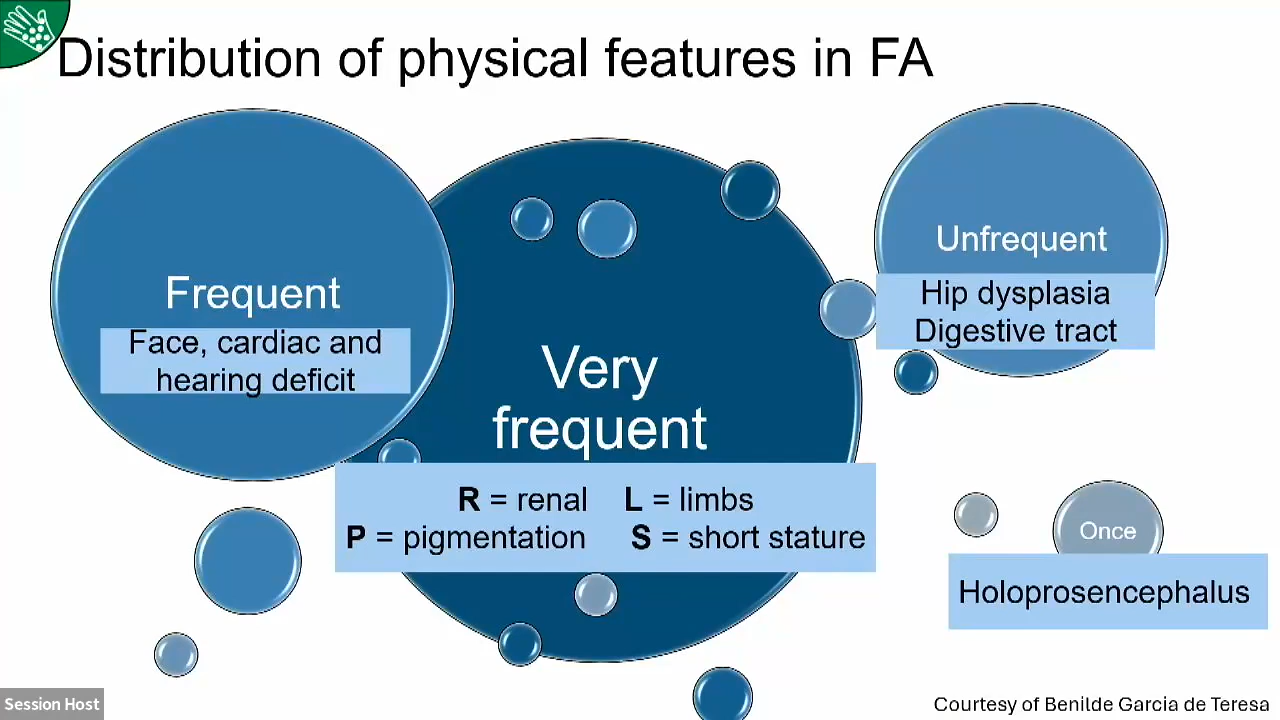 Distribution of physical features in FA
Frequent
Face, cardiac and
hearing deficit
Very
frequent
R = renal L = limbs
P = pigmentation S = short stature
Unfrequent
Hip dysplasia
Digestive tract
Once
Holoprosencephalus
Session Host
Courtesy of Benilde Garcia de Teresa